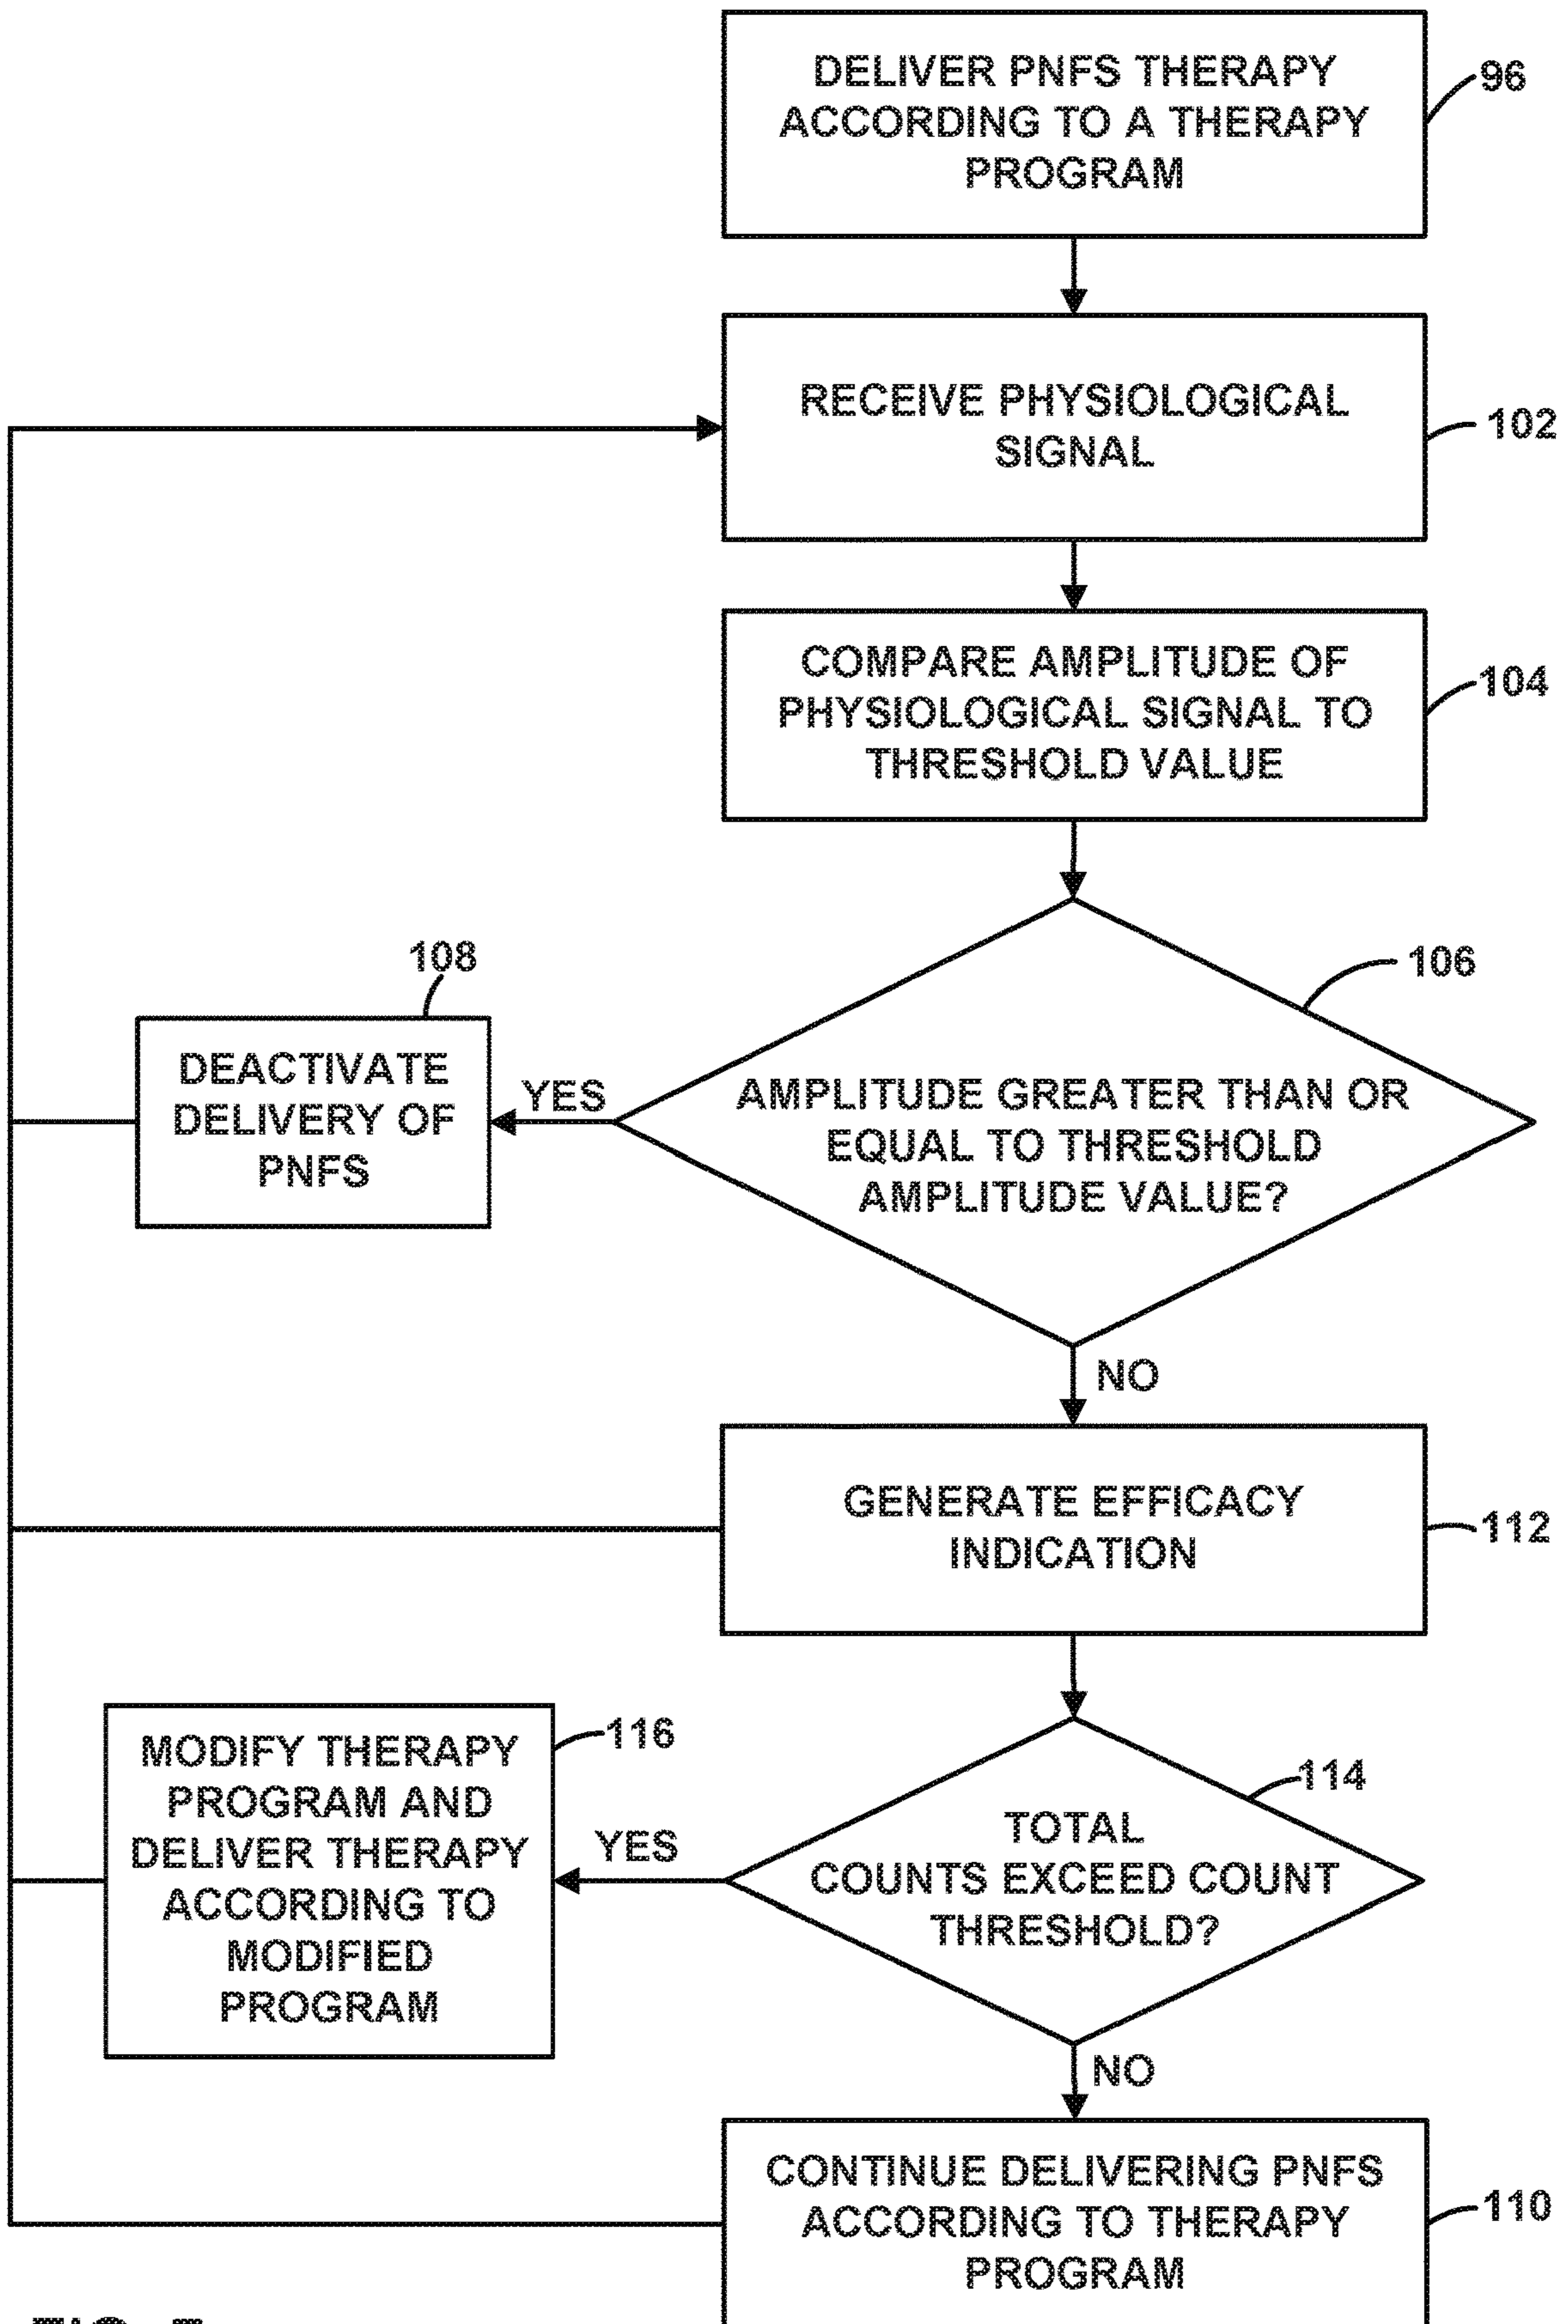 DELIVER PNFS THERAPY
ACCORDING TO A THERAPY
PROGRAM
96
RECEIVE PHYSIOLOGICAL
SIGNAL
102
COMPARE AMPLITUDE OF
PHYSIOLOGICAL SIGNAL TO
THRESHOLD VALUE
104
106
AMPLITUDE GREATER THAN OR
EQUAL TO THRESHOLD
AMPLITUDE VALUE?
YES
108
DEACTIVATE
DELIVERY OF
PNFS
NO
GENERATE EFFICACY
INDICATION
112
114
TOTAL
COUNTS EXCEED COUNT
THRESHOLD?
YES
116
MODIFY THERAPY
PROGRAM AND
DELIVER THERAPY
ACCORDING TO
MODIFIED
PROGRAM
NO
CONTINUE DELIVERING PNFS
ACCORDING TO THERAPY
PROGRAM
110